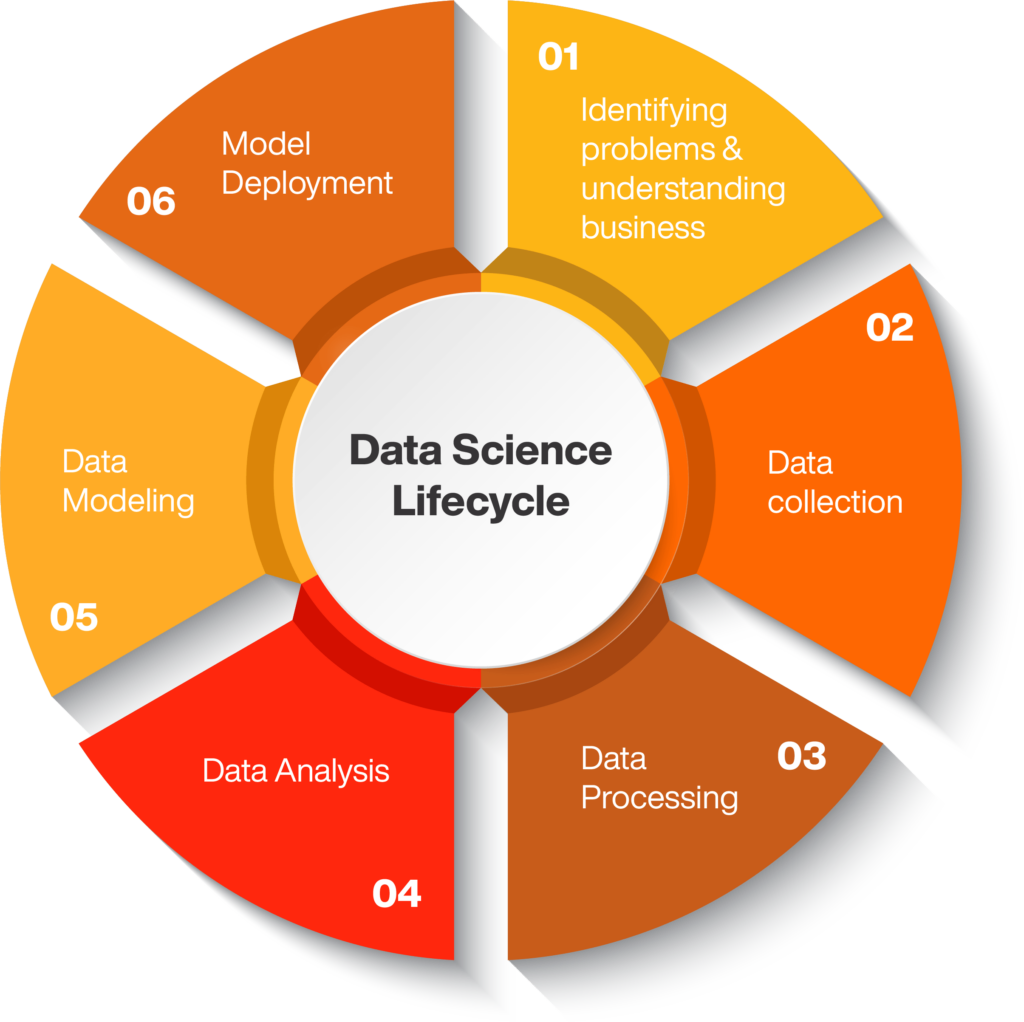 Data Science
Lifecycle
01
Identifying
problems &
understanding
business
02
Data
collection
03
Data
Processing
04
Data Analysis
05
Data
Modeling
06
Model
Deployment